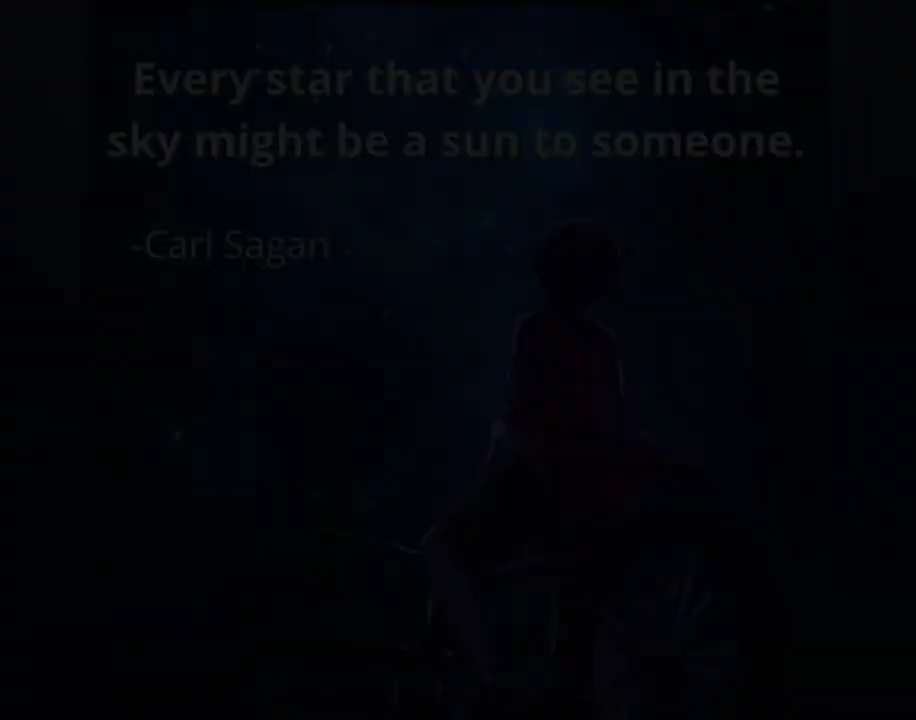 Every star that you see in the
sky might be a sun to someone.
-Carl Sagan